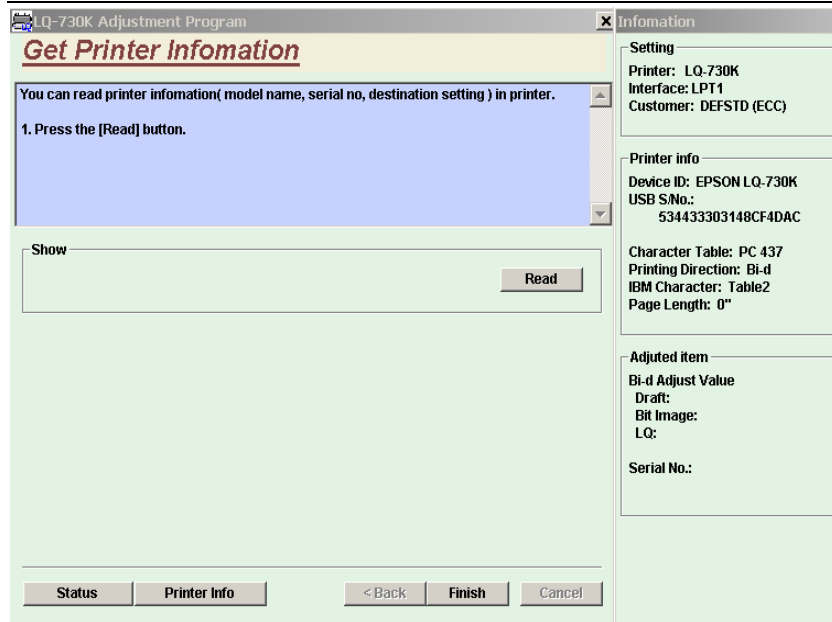 LQ-730K Adjustment Program
Get Printer Infomation
You can read printer infomation( model name, serial no, destination setting ) in printer.
1. Press the [Read] button.
Show
Read
Status
Printer Info
< Back
Finish
Cancel
Infomation
Setting
Printer: LQ-730K
Interface: LPT1
Customer: DEFSTD (ECC)
Printer info
Device ID: EPSON LQ-730K
USB S/No.:
534433303148CF4DAC
Character Table: PC 437
Printing Direction: Bi-d
IBM Character: Table2
Page Length: 0"
Adjuted item
Bi-d Adjust Value
Draft:
Bit Image:
LQ:
Serial No.: